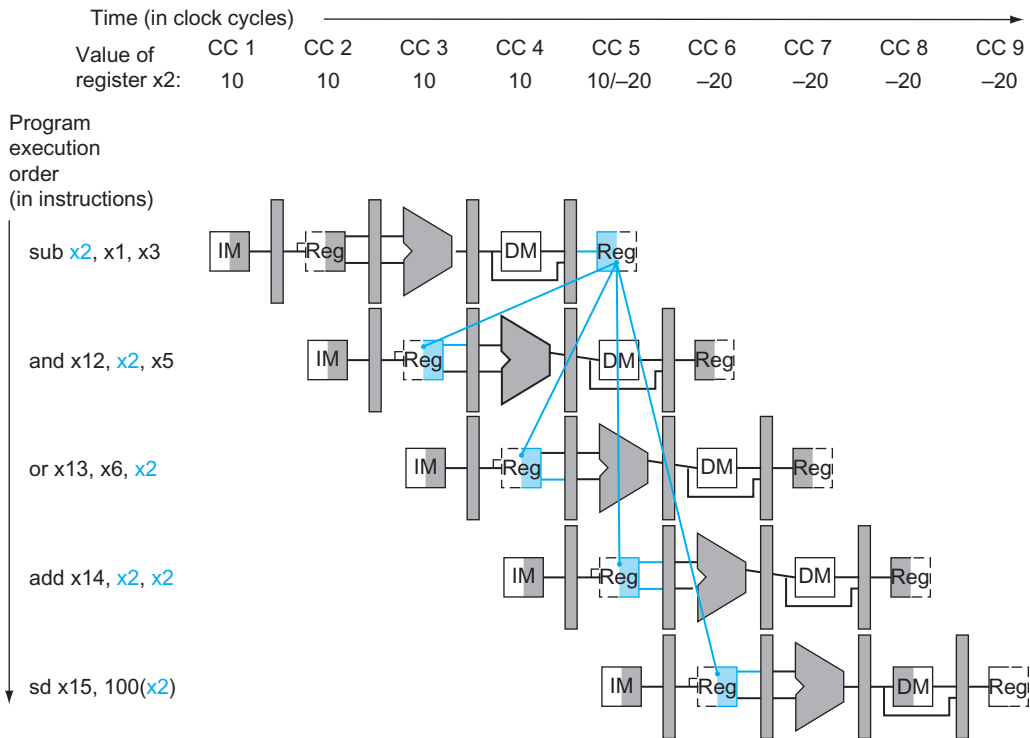 Time (in clock cycles)
Value of register x2:
CC 1 CC 2 CC 3 CC 4 CC 5 CC 6 CC 7 CC 8 CC 9
10 10 10 10 10/–20 –20 –20 –20 –20
Program
execution
order
(in instructions)
sub x2, x1, x3
IM Reg DM Reg
and x12, x2, x5
IM Reg DM Reg
or x13, x6, x2
IM Reg DM Reg
add x14, x2, x2
IM Reg DM Reg
sd x15, 100(x2)
IM Reg DM Reg